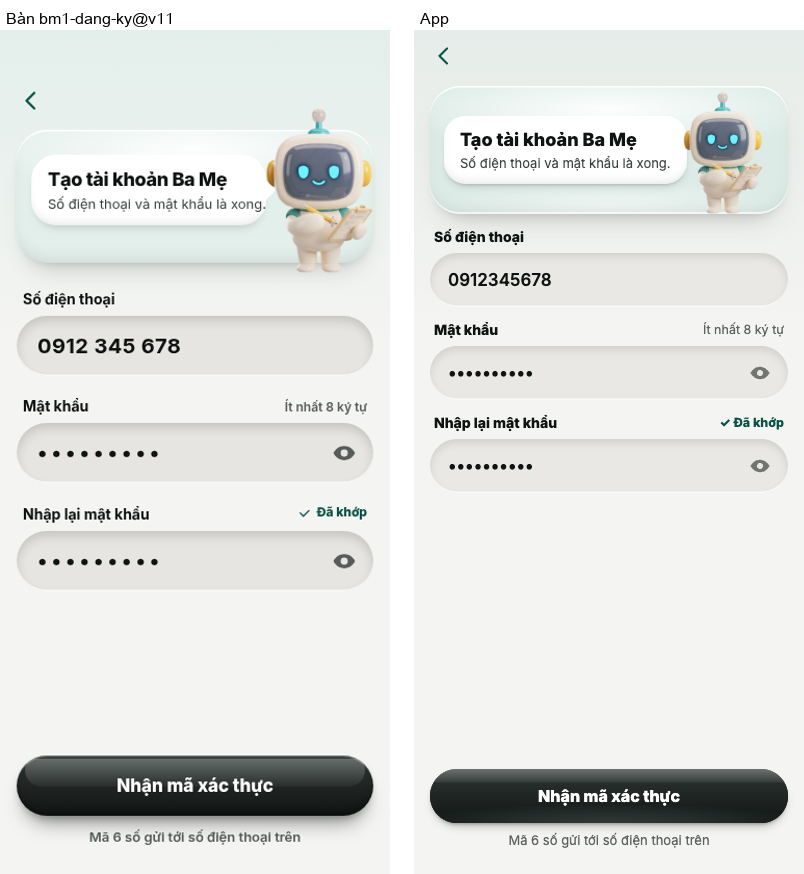 Bản bm1-dang-ky@v11
Tạo tài khoản Ba Mẹ
Số điện thoại và mật khẩu là xong.
Số điện thoại
0912 345 678
Mật khẩu
Ít nhất 8 ký tự
Nhập lại mật khẩu
Đã khớp
Nhận mã xác thực
Mã 6 số gửi tới số điện thoại trên
App
Tạo tài khoản Ba Mẹ
Số điện thoại và mật khẩu là xong.
Số điện thoại
0912345678
Mật khẩu
Ít nhất 8 ký tự
Nhập lại mật khẩu
Đã khớp
Nhận mã xác thực
Mã 6 số gửi tới số điện thoại trên